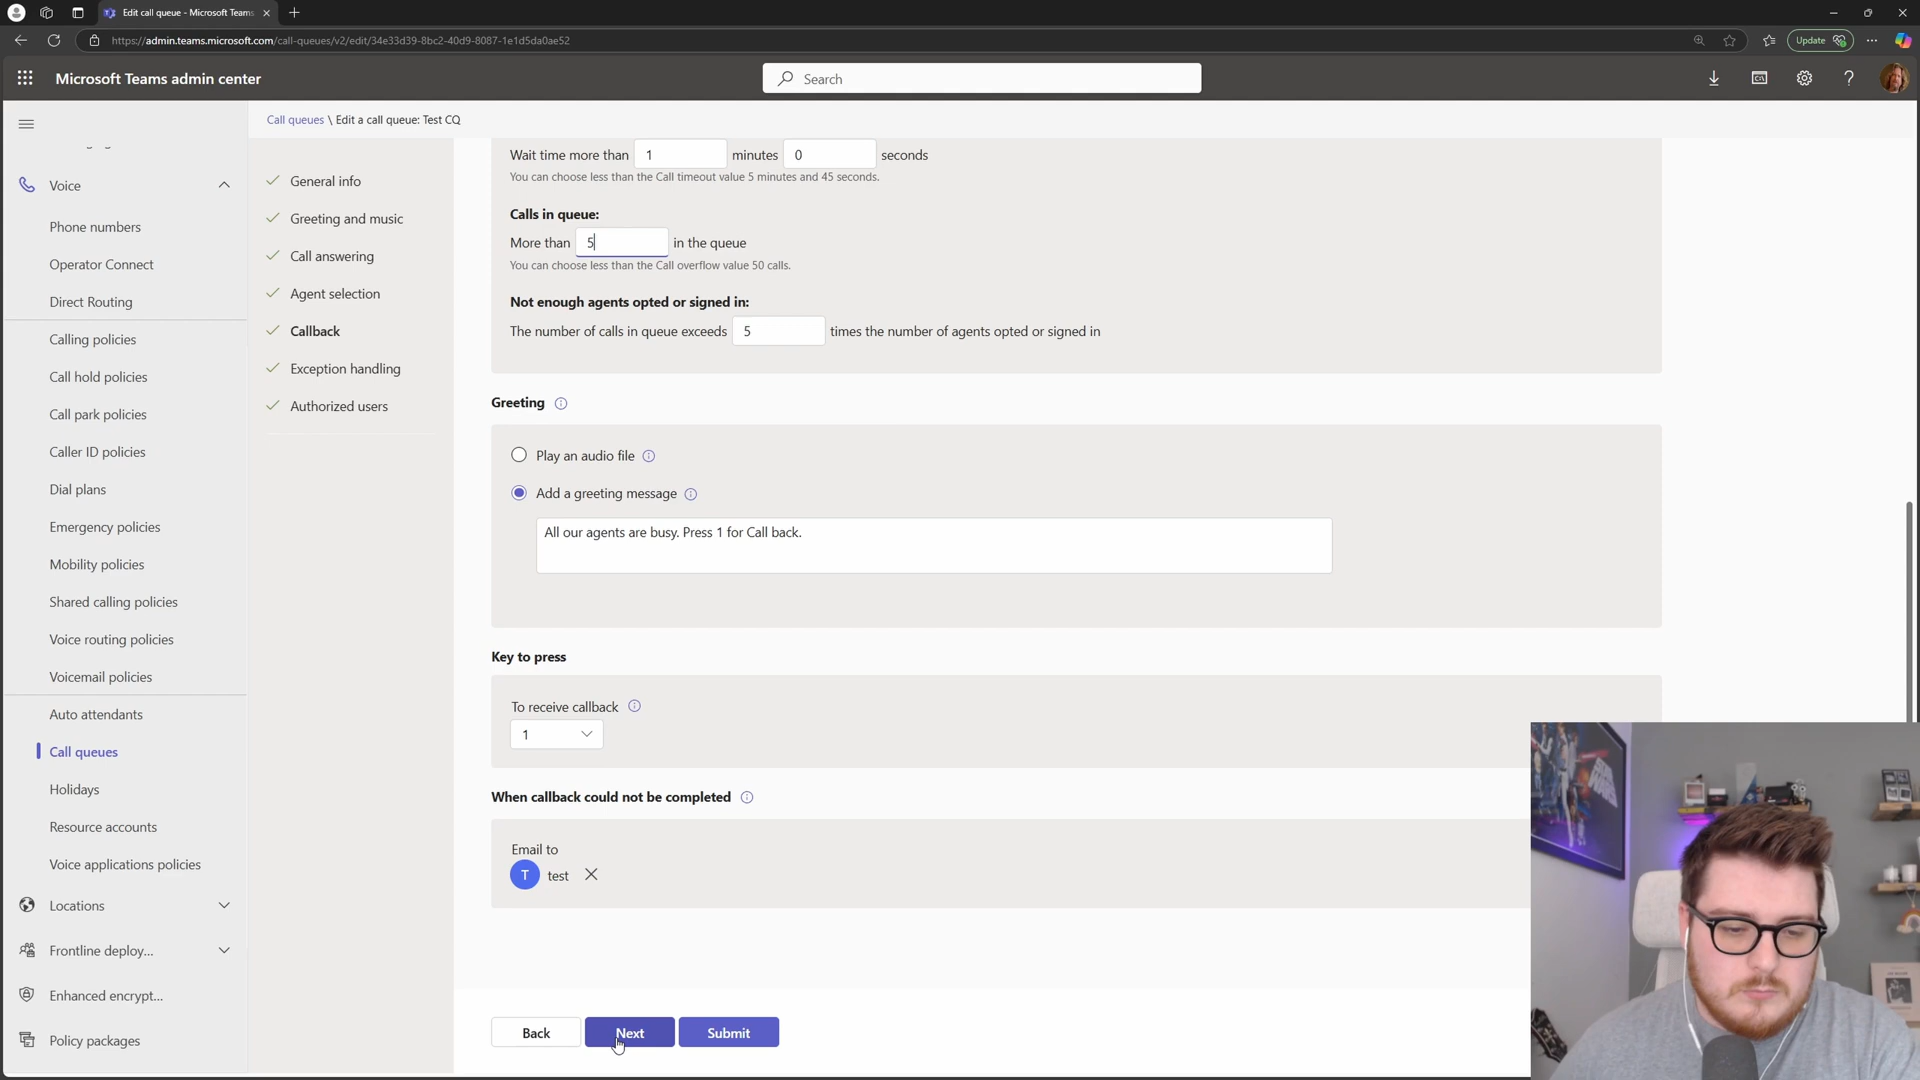 Edit call queue - Microsoft Teams
https://admin.teams.microsoft.com/call-queues/v2/edit/34e33d39-8bc2-40d9-8087-1e1d5da0ae52
Update
Microsoft Teams admin center
Search
Call queues \ Edit a call queue: Test CQ
Voice
Phone numbers
Operator Connect
Direct Routing
Calling policies
Call hold policies
Call park policies
Caller ID policies
Dial plans
Emergency policies
Mobility policies
Shared calling policies
Voice routing policies
Voicemail policies
Auto attendants
Call queues
Holidays
Resource accounts
Voice applications policies
Locations
Frontline deploy...
Enhanced encrypt...
Policy packages
General info
Greeting and music
Call answering
Agent selection
Callback
Exception handling
Authorized users
Wait time more than 1 minutes 0 seconds
You can choose less than the Call timeout value 5 minutes and 45 seconds.
Calls in queue:
More than 5 in the queue
You can choose less than the Call overflow value 50 calls.
Not enough agents opted or signed in:
The number of calls in queue exceeds 5 times the number of agents opted or signed in
Greeting
Play an audio file
Add a greeting message
All our agents are busy. Press 1 for Call back.
Key to press
To receive callback
1
When callback could not be completed
Email to
T test
Back Next Submit
STAR WARS